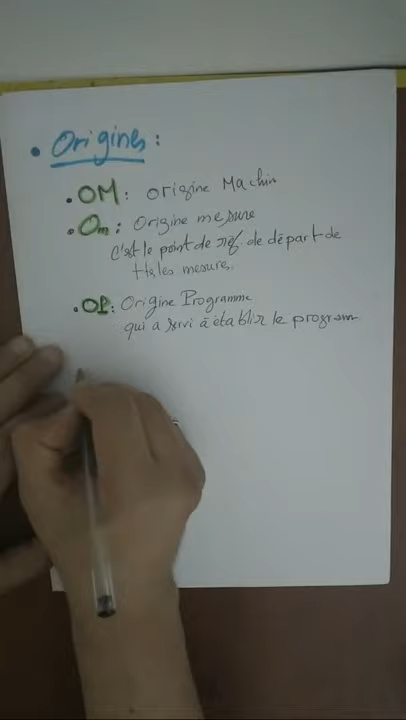 • Origines :
• OM : origine Machin
• Om : Origine mesure
C'est le point de réf. de départ de
ttes les mesure.
• OP : Origine Programme
qui a servi à établir le program